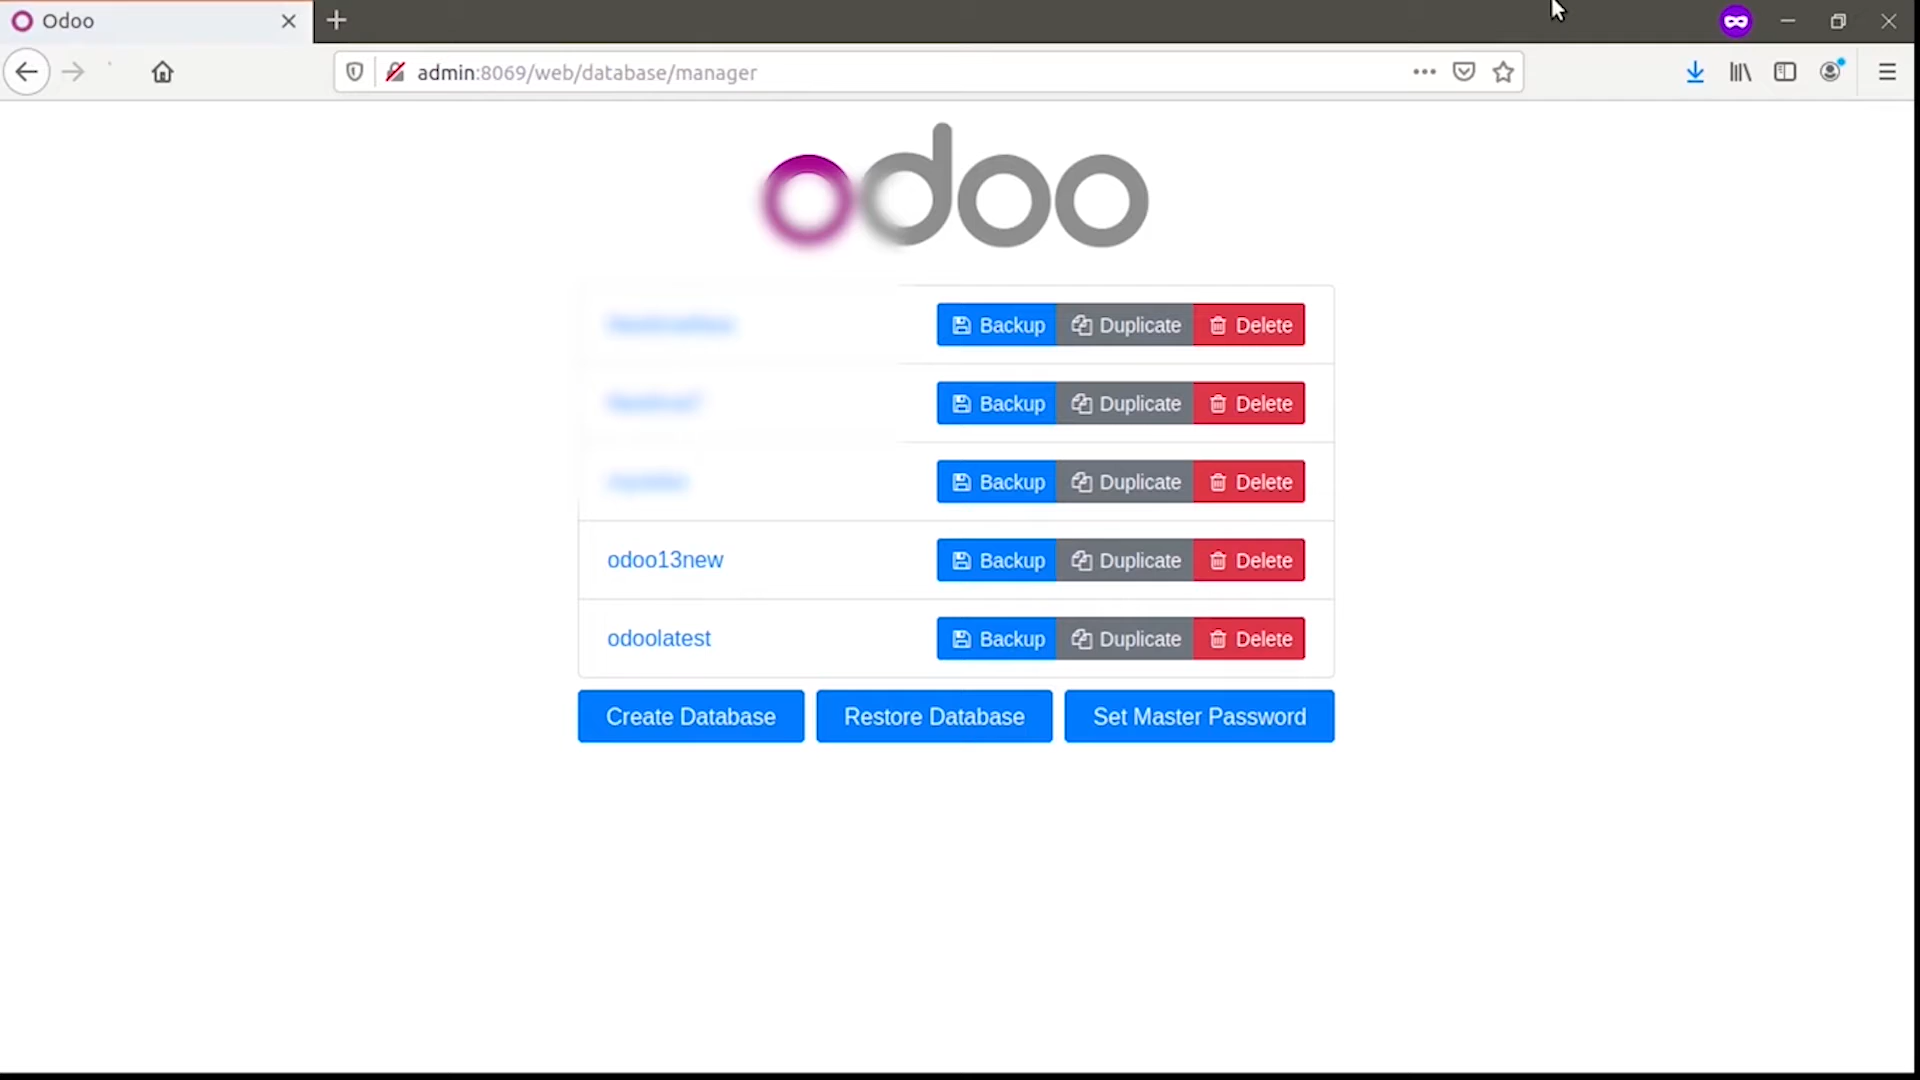 Odoo
admin:8069/web/database/manager
odoo
Backup Duplicate Delete
Backup Duplicate Delete
Backup Duplicate Delete
odoo13new Backup Duplicate Delete
odoolatest Backup Duplicate Delete
Create Database Restore Database Set Master Password